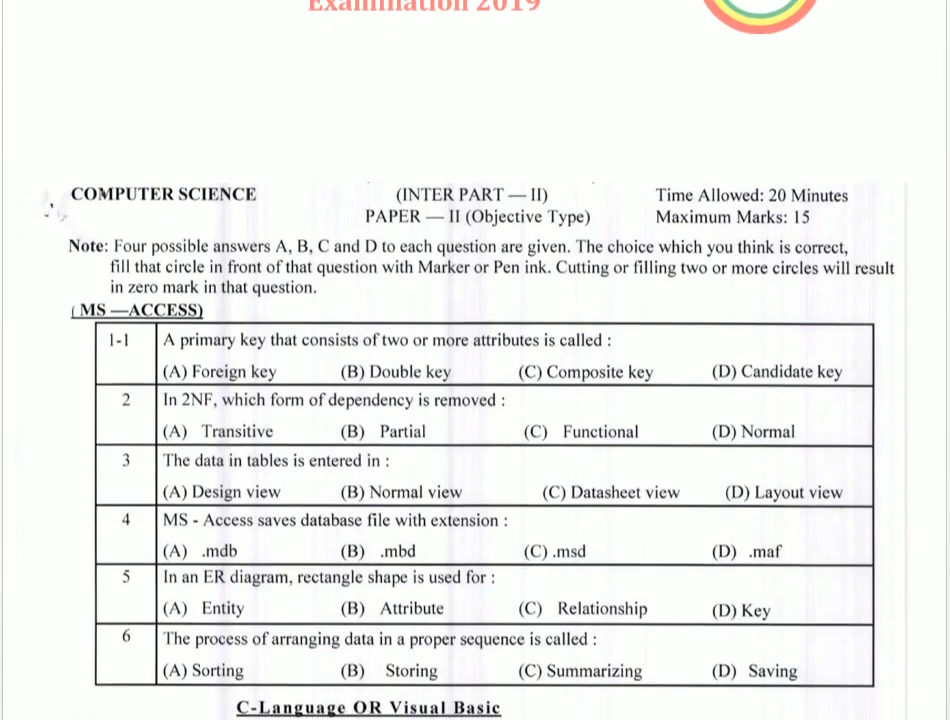 Examination 2019
COMPUTER SCIENCE (INTER PART — II) Time Allowed: 20 Minutes
PAPER — II (Objective Type) Maximum Marks: 15
Note: Four possible answers A, B, C and D to each question are given. The choice which you think is correct,
fill that circle in front of that question with Marker or Pen ink. Cutting or filling two or more circles will result
in zero mark in that question.
( MS —ACCESS)
1-1 A primary key that consists of two or more attributes is called :
(A) Foreign key (B) Double key (C) Composite key (D) Candidate key
2 In 2NF, which form of dependency is removed :
(A) Transitive (B) Partial (C) Functional (D) Normal
3 The data in tables is entered in :
(A) Design view (B) Normal view (C) Datasheet view (D) Layout view
4 MS - Access saves database file with extension :
(A) .mdb (B) .mbd (C) .msd (D) .maf
5 In an ER diagram, rectangle shape is used for :
(A) Entity (B) Attribute (C) Relationship (D) Key
6 The process of arranging data in a proper sequence is called :
(A) Sorting (B) Storing (C) Summarizing (D) Saving
C-Language OR Visual Basic